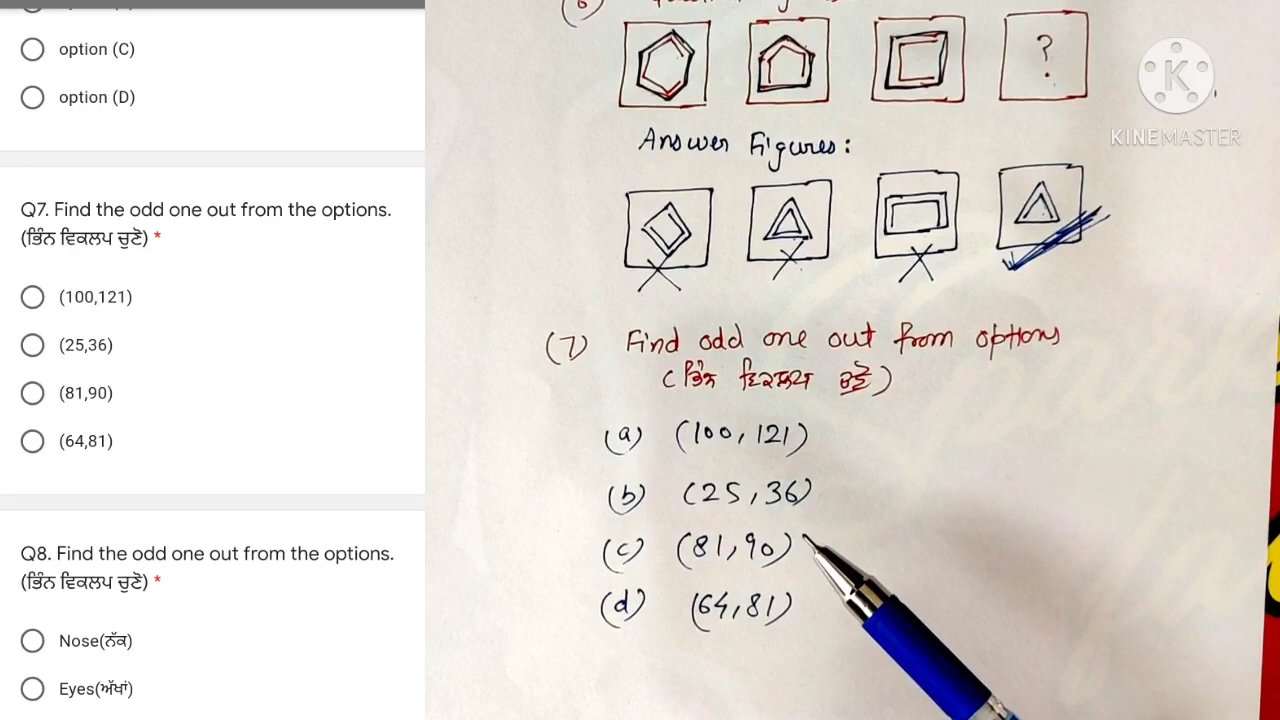 option (C)
option (D)
Q7. Find the odd one out from the options.
(ਭਿੰਨ ਵਿਕਲਪ ਚੁਣੋ) *
(100,121)
(25,36)
(81,90)
(64,81)
Q8. Find the odd one out from the options.
(ਭਿੰਨ ਵਿਕਲਪ ਚੁਣੋ) *
Nose(ਨੱਕ)
Eyes(ਅੱਖਾਂ)
(6)
?
KINEMASTER
Answer Figures:
(7) Find odd one out from options
(ਭਿੰਨ ਵਿਕਲਪ ਚੁਣੋ)
(a) (100, 121)
(b) (25, 36)
(c) (81, 90)
(d) (64, 81)